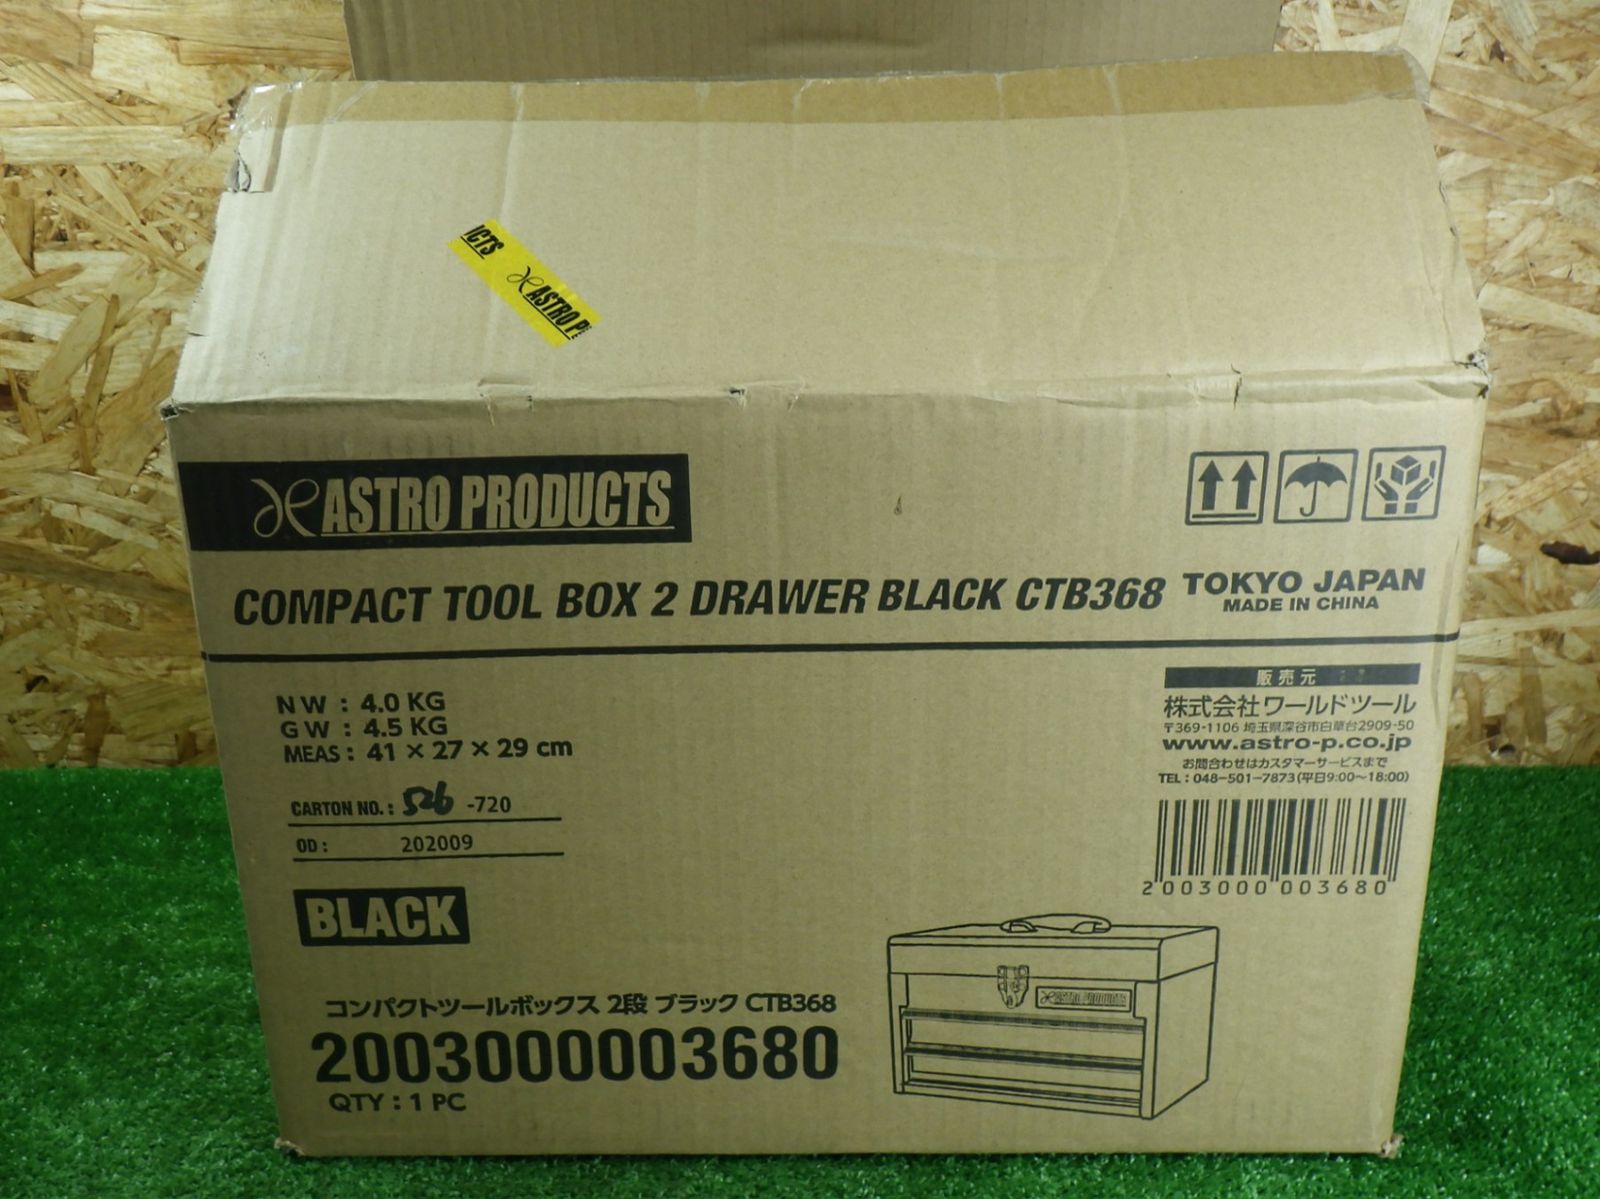 ICTS ASTRO P
ASTRO PRODUCTS
COMPACT TOOL BOX 2 DRAWER BLACK CTB368
TOKYO JAPAN
MADE IN CHINA
NW : 4.0 KG
GW : 4.5 KG
MEAS : 41 × 27 × 29 cm
CARTON NO. : 526 -720
OD : 202009
BLACK
販売元
株式会社ワールドツール
〒369-1106 埼玉県深谷市白草台2909-50
www.astro-p.co.jp
お問合わせはカスタマーサービスまで
TEL : 048-501-7873 (平日9:00~18:00)
2 003000 003680
コンパクトツールボックス 2段 ブラック CTB368
2003000003680
QTY : 1 PC
ASTRO PRODUCTS